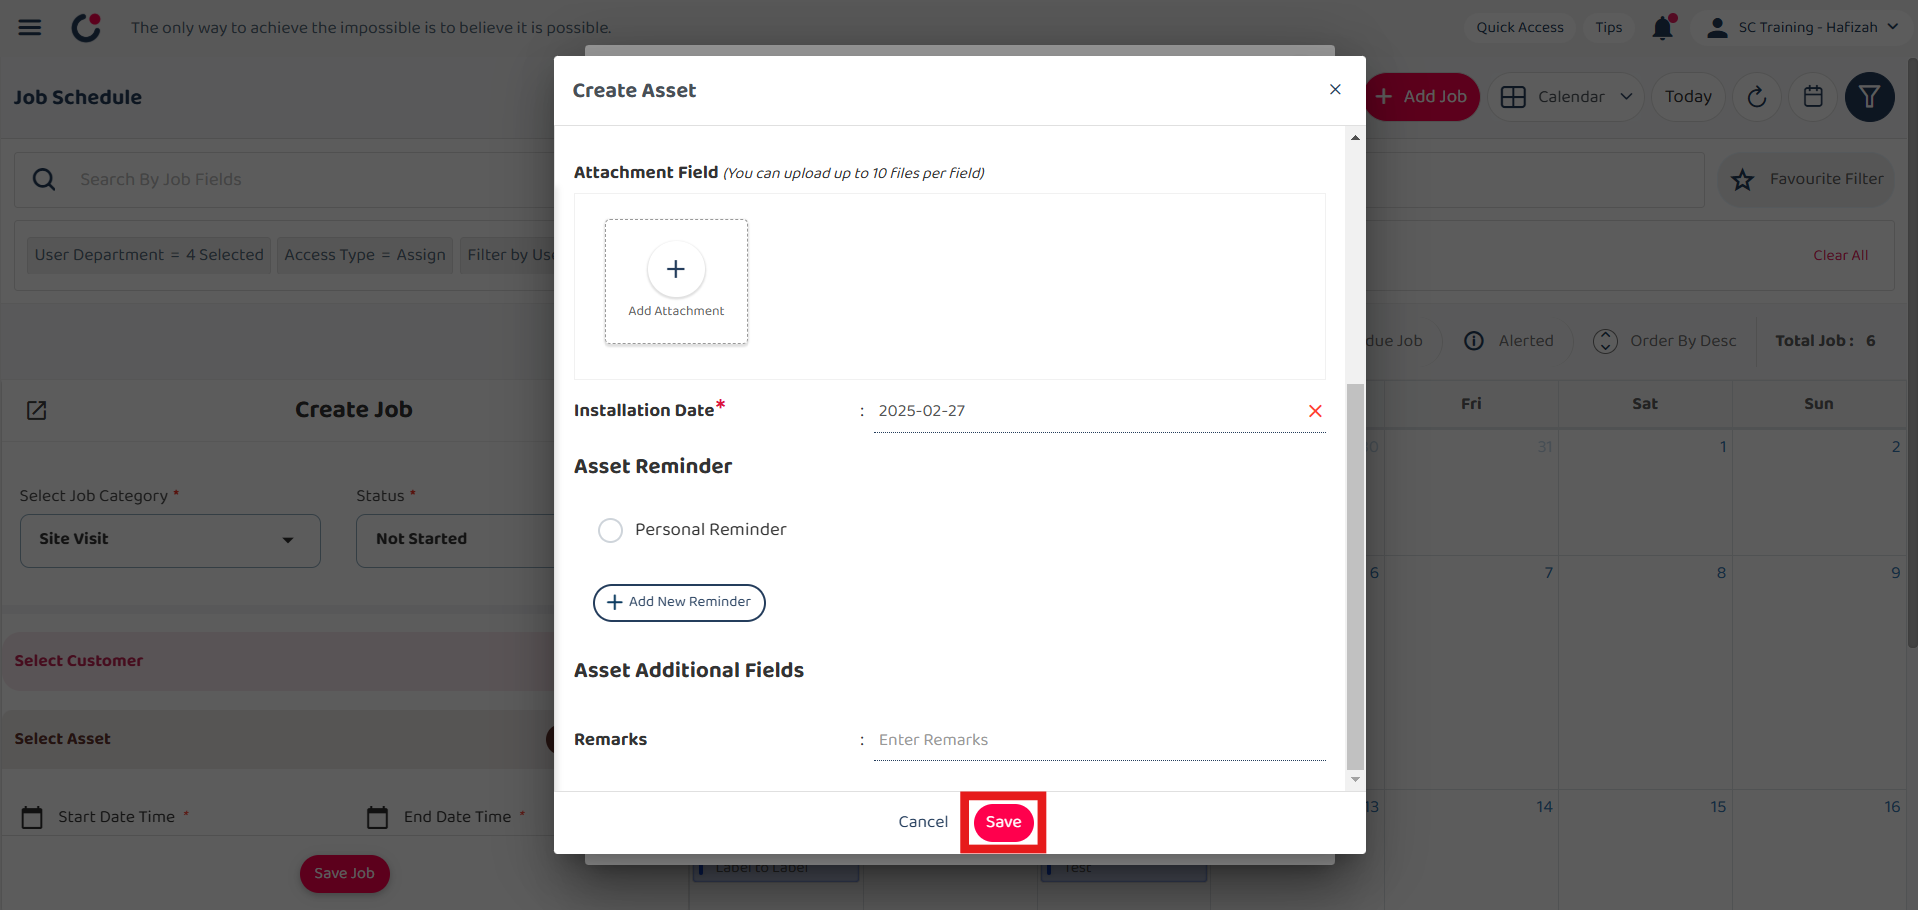 The only way to achieve the impossible is to believe it is possible.
Quick Access
Tips
SC Training - Hafizah
Job Schedule
Add Job
Calendar
Today
Search By Job Fields
Favourite Filter
User Department = 4 Selected
Access Type = Assign
Filter by Use
Clear All
due Job
Alerted
Order By Desc
Total Job : 6
Create Job
Fri
Sat
Sun
31
1
2
Select Job Category *
Status *
Site Visit
Not Started
6
7
8
9
Select Customer
Select Asset
Start Date Time *
End Date Time *
13
14
15
16
Save Job
Label to Label
Test
Create Asset
Attachment Field (You can upload up to 10 files per field)
Add Attachment
Installation Date* : 2025-02-27
Asset Reminder
Personal Reminder
Add New Reminder
Asset Additional Fields
Remarks : Enter Remarks
Cancel
Save